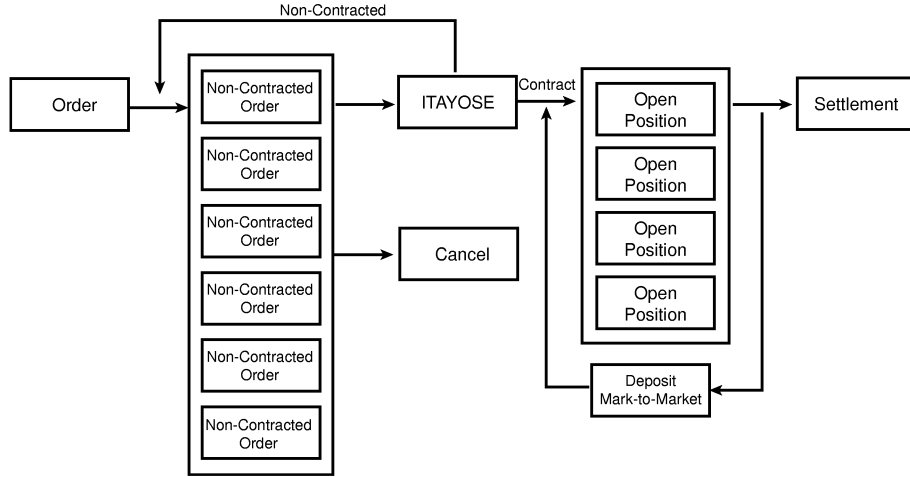 Non-Contracted
Order
Non-Contracted
Order
ITAYOSE
Contract
Open
Position
Settlement
Non-Contracted
Order
Open
Position
Non-Contracted
Order
Cancel
Open
Position
Non-Contracted
Order
Open
Position
Non-Contracted
Order
Deposit
Mark-to-Market
Non-Contracted
Order